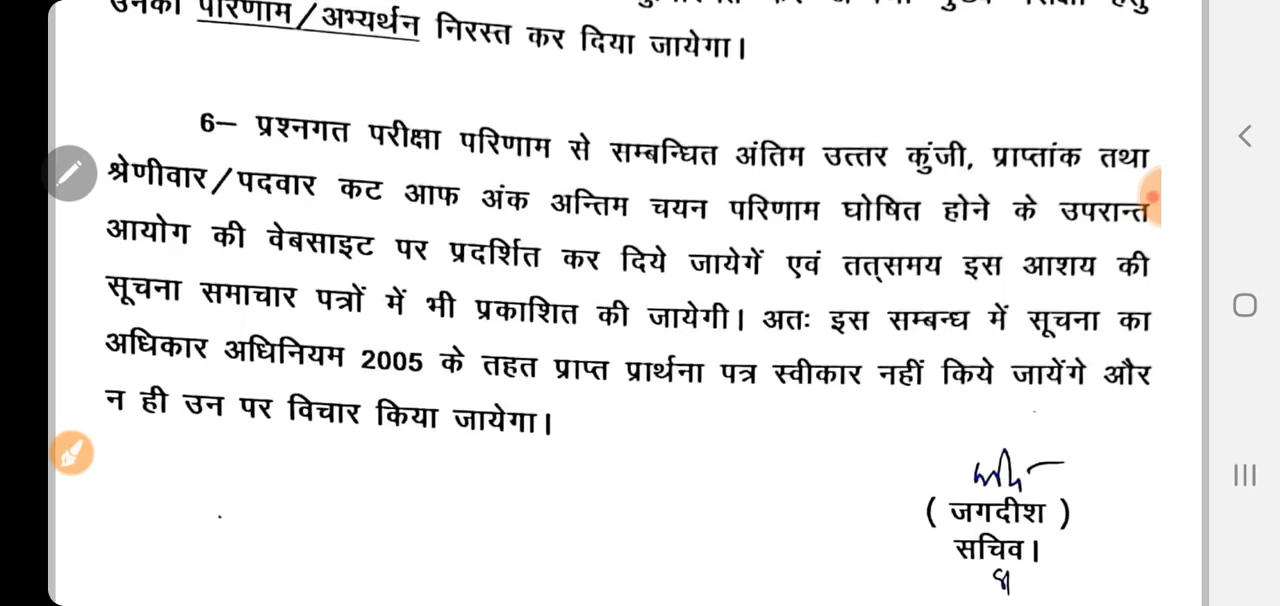 उनका परिणाम/अभ्यर्थन निरस्त कर दिया जायेगा।
6– प्रश्नगत परीक्षा परिणाम से सम्बन्धित अंतिम उत्तर कुंजी, प्राप्तांक तथा
श्रेणीवार/पदवार कट आफ अंक अन्तिम चयन परिणाम घोषित होने के उपरान्त
आयोग की वेबसाइट पर प्रदर्शित कर दिये जायेगें एवं तत्समय इस आशय की
सूचना समाचार पत्रों में भी प्रकाशित की जायेगी। अतः इस सम्बन्ध में सूचना का
अधिकार अधिनियम 2005 के तहत प्राप्त प्रार्थना पत्र स्वीकार नहीं किये जायेंगे और
न ही उन पर विचार किया जायेगा।
( जगदीश )
सचिव।